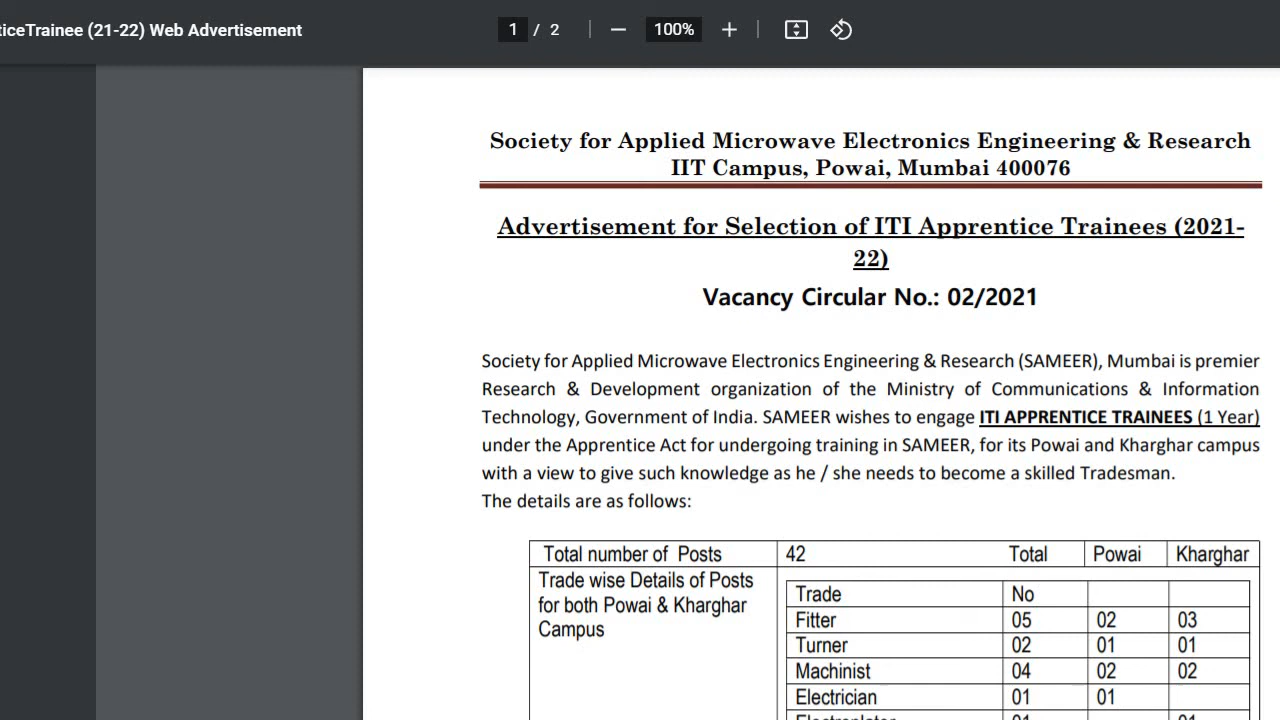 iceTrainee (21-22) Web Advertisement
1 / 2
100%
Society for Applied Microwave Electronics Engineering & Research
IIT Campus, Powai, Mumbai 400076
Advertisement for Selection of ITI Apprentice Trainees (2021-
22)
Vacancy Circular No.: 02/2021
Society for Applied Microwave Electronics Engineering & Research (SAMEER), Mumbai is premier
Research & Development organization of the Ministry of Communications & Information
Technology, Government of India. SAMEER wishes to engage ITI APPRENTICE TRAINEES (1 Year)
under the Apprentice Act for undergoing training in SAMEER, for its Powai and Kharghar campus
with a view to give such knowledge as he / she needs to become a skilled Tradesman.
The details are as follows:
Total number of Posts 42 Total Powai Kharghar
Trade wise Details of Posts
for both Powai & Kharghar
Campus
Trade No
Fitter 05 02 03
Turner 02 01 01
Machinist 04 02 02
Electrician 01 01